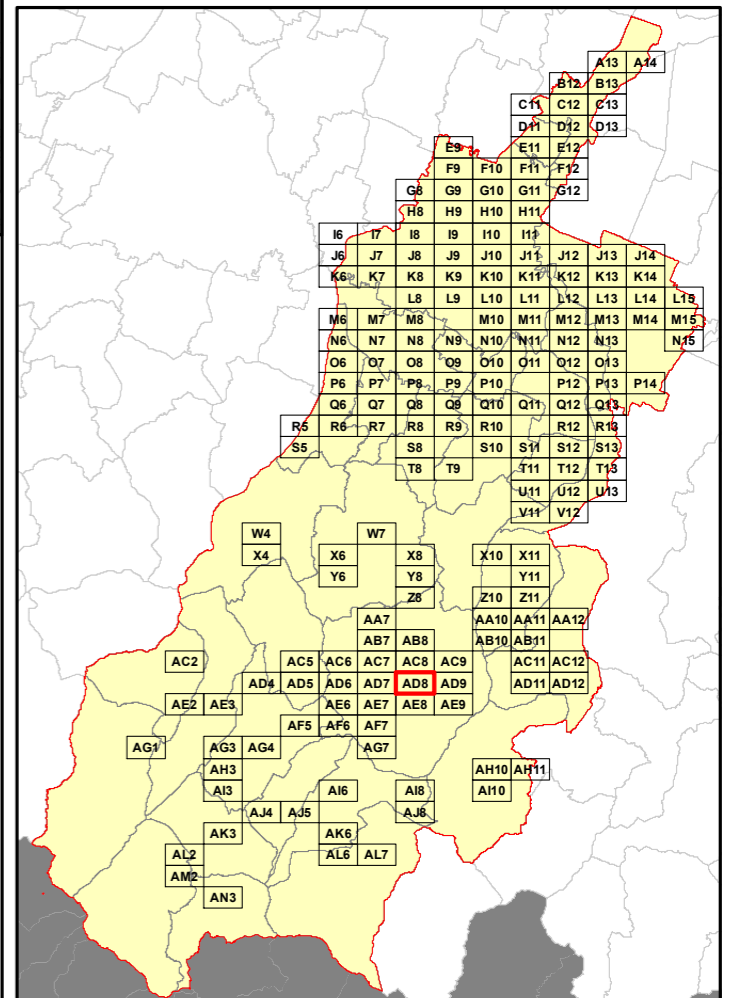 A13 A14
B12 B13
C11 C12 C13
D11 D12 D13
E9 E11 E12
F9 F10 F11 F12
G8 G9 G10 G11 G12
H8 H9 H10 H11
I6 I7 I8 I9 I10 I11
J6 J7 J8 J9 J10 J11 J12 J13 J14
K6 K7 K8 K9 K10 K11 K12 K13 K14
L8 L9 L10 L11 L12 L13 L14 L15
M6 M7 M8 M10 M11 M12 M13 M14 M15
N6 N7 N8 N9 N10 N11 N12 N13 N15
O6 O7 O8 O9 O10 O11 O12 O13
P6 P7 P8 P9 P10 P12 P13 P14
Q6 Q7 Q8 Q9 Q10 Q11 Q12 Q13
R5 R6 R7 R8 R9 R10 R12 R13
S5 S8 S10 S11 S12 S13
T8 T9 T11 T12 T13
U11 U12 U13
V11 V12
W4 W7
X4 X6 X8 X10 X11
Y6 Y8 Y11
Z8 Z10 Z11
AA7 AA10 AA11 AA12
AB7 AB8 AB10 AB11
AC2 AC5 AC6 AC7 AC8 AC9 AC11 AC12
AD4 AD5 AD6 AD7 AD8 AD9 AD11 AD12
AE2 AE3 AE6 AE7 AE8 AE9
AF5 AF6 AF7
AG1 AG3 AG4 AG7
AH3 AH10 AH11
AI3 AI6 AI8 AI10
AJ4 AJ5 AJ8
AK3 AK6
AL2 AL6 AL7
AM2
AN3